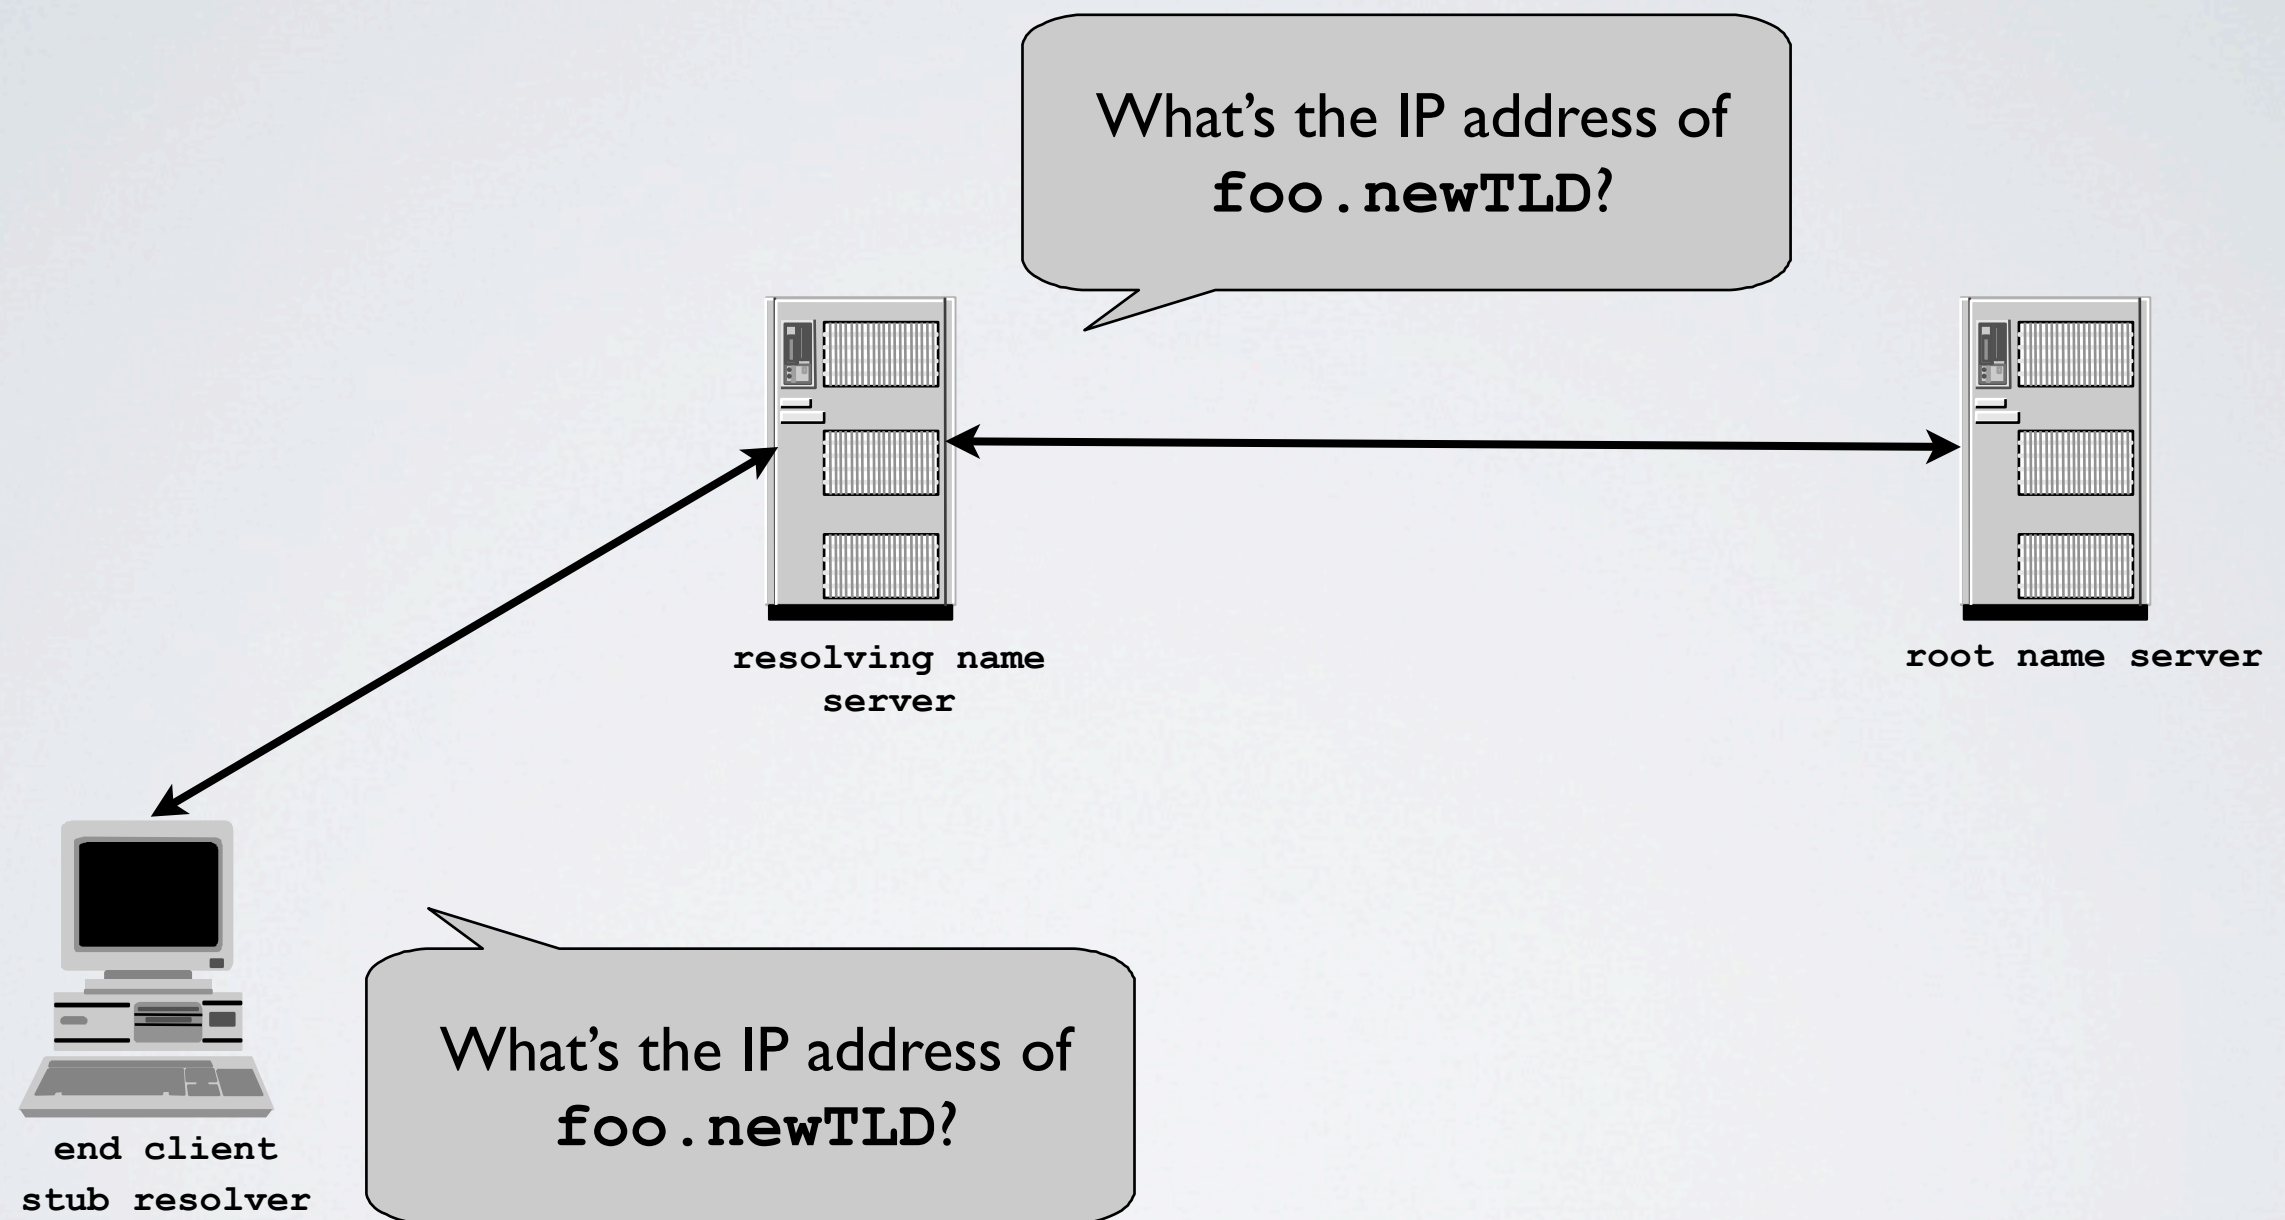 What’s the IP address of
foo.newTLD?
resolving name
server
root name server
What’s the IP address of
foo.newTLD?
end client
stub resolver